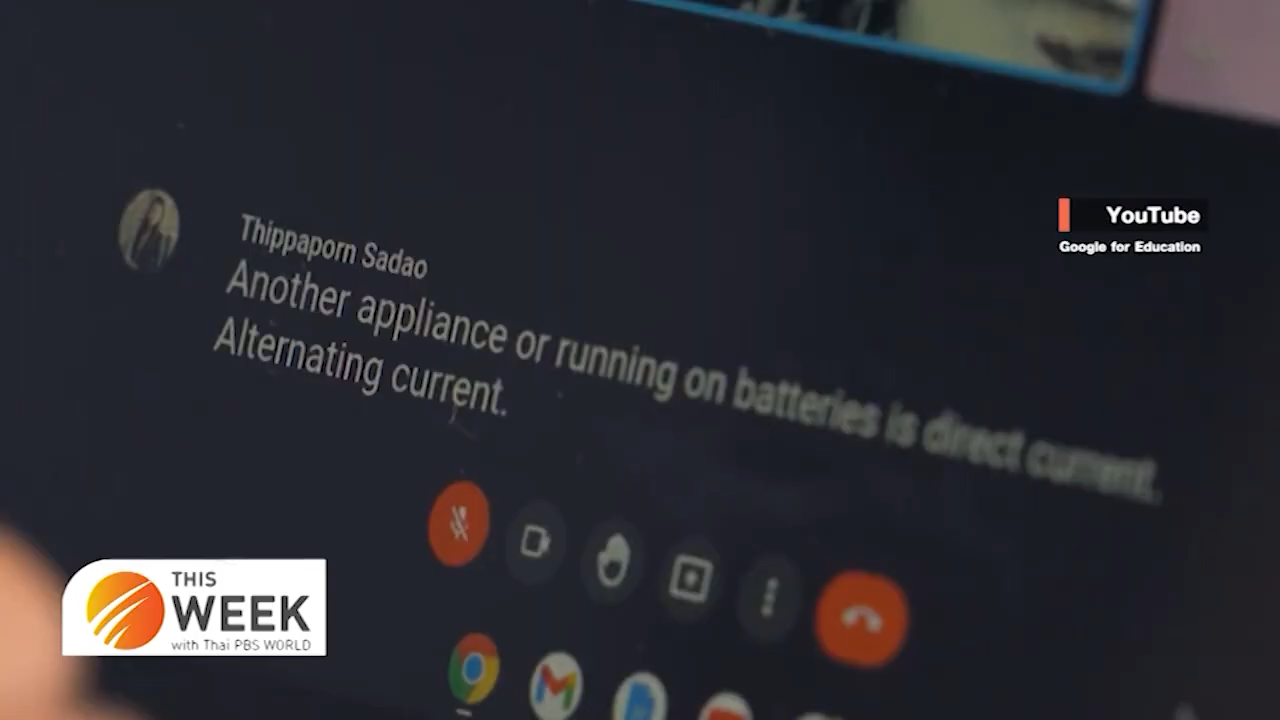 YouTube
Google for Education
Thippaporn Sadao
Another appliance or running on batteries is direct current.
Alternating current.
THIS
WEEK
with Thai PBS WORLD